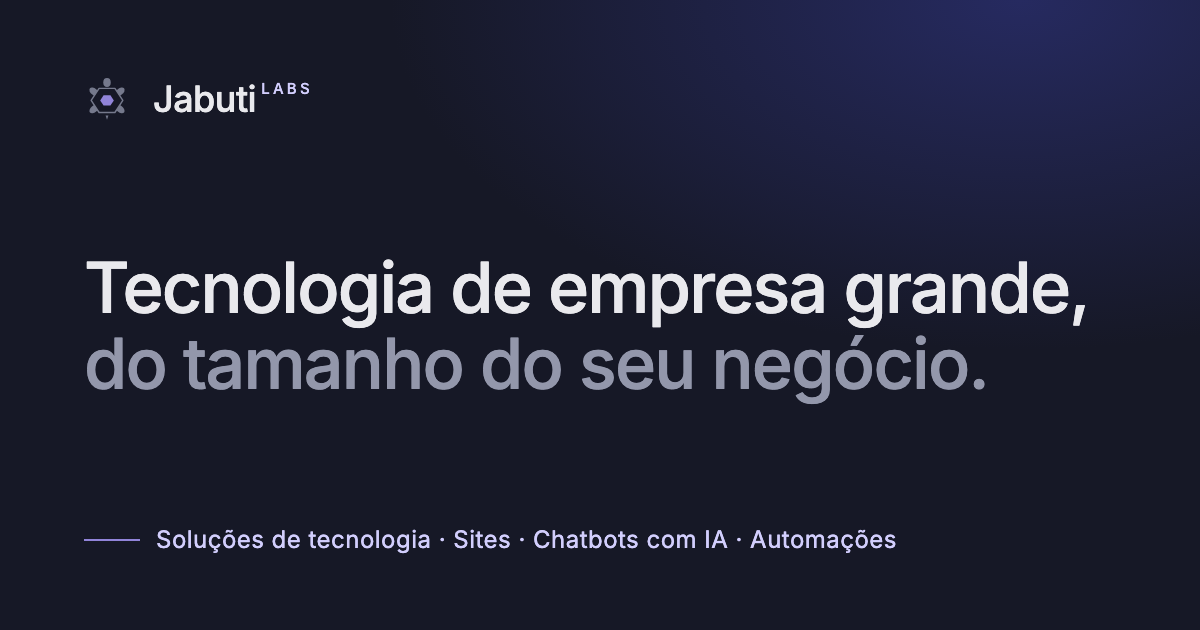 Jabuti LABS
Tecnologia de empresa grande,
do tamanho do seu negócio.
Soluções de tecnologia · Sites · Chatbots com IA · Automações